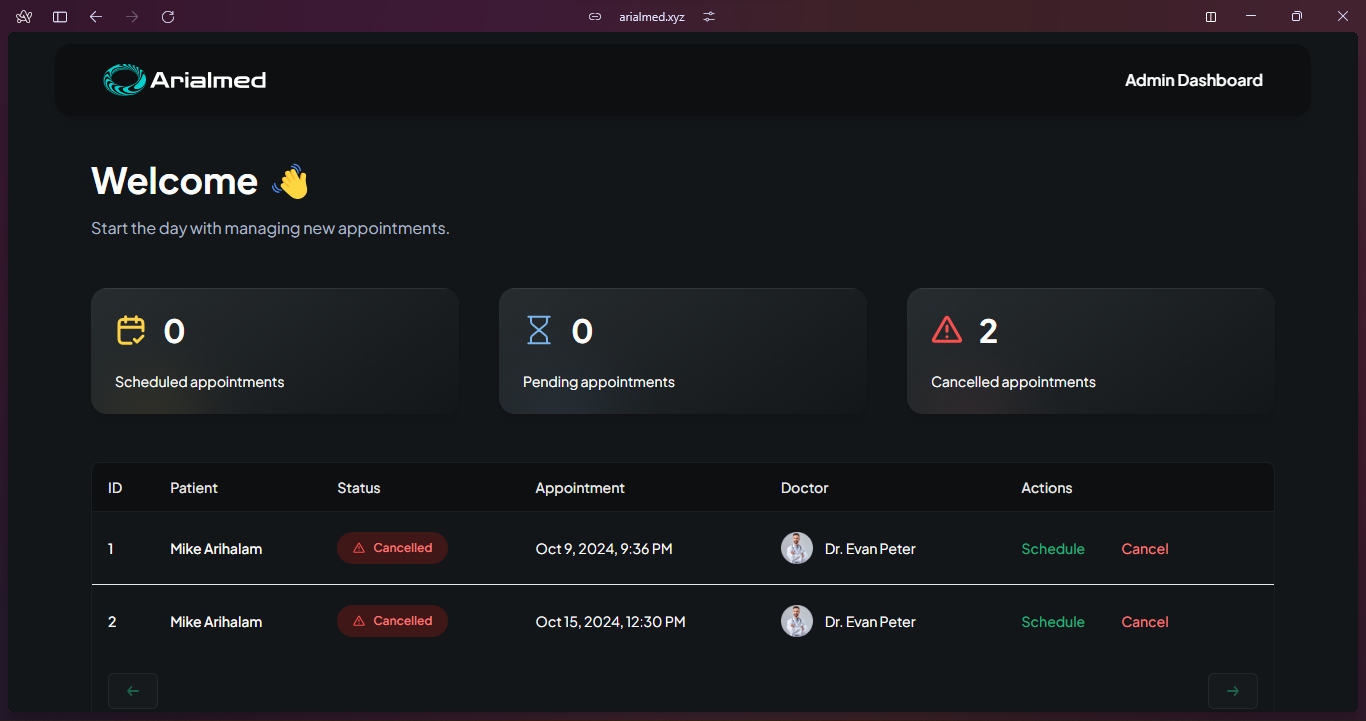 arialmed.xyz
Arialmed
Admin Dashboard
Welcome 👋
Start the day with managing new appointments.
0
Scheduled appointments
0
Pending appointments
2
Cancelled appointments
ID Patient Status Appointment Doctor Actions
1 Mike Arihalam Cancelled Oct 9, 2024, 9:36 PM Dr. Evan Peter Schedule Cancel
2 Mike Arihalam Cancelled Oct 15, 2024, 12:30 PM Dr. Evan Peter Schedule Cancel